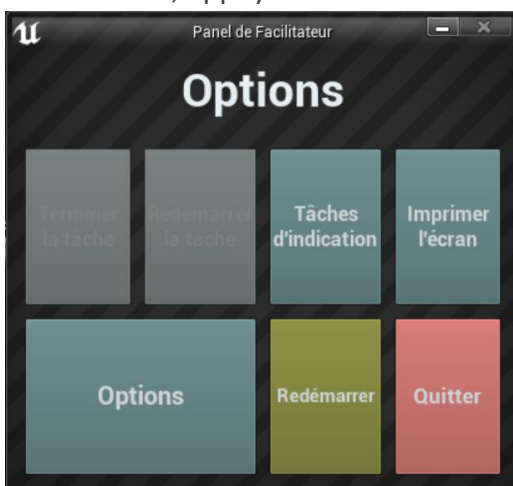 Panel de Facilitateur
Options
Terminer
la tâche
Redémarrer
la tâche
Tâches
d'indication
Imprimer
l'écran
Options
Redémarrer
Quitter